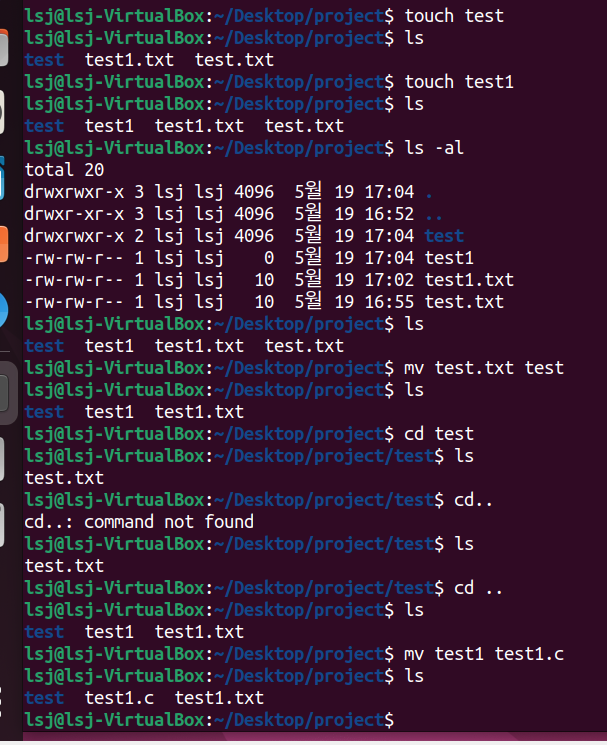 lsj@lsj-VirtualBox:~/Desktop/project$ touch test
lsj@lsj-VirtualBox:~/Desktop/project$ ls
test  test1.txt  test.txt
lsj@lsj-VirtualBox:~/Desktop/project$ touch test1
lsj@lsj-VirtualBox:~/Desktop/project$ ls
test  test1  test1.txt  test.txt
lsj@lsj-VirtualBox:~/Desktop/project$ ls -al
total 20
drwxrwxr-x 3 lsj lsj 4096  5월 19 17:04 .
drwxr-xr-x 3 lsj lsj 4096  5월 19 16:52 ..
drwxrwxr-x 2 lsj lsj 4096  5월 19 17:04 test
-rw-rw-r-- 1 lsj lsj    0  5월 19 17:04 test1
-rw-rw-r-- 1 lsj lsj   10  5월 19 17:02 test1.txt
-rw-rw-r-- 1 lsj lsj   10  5월 19 16:55 test.txt
lsj@lsj-VirtualBox:~/Desktop/project$ ls
test  test1  test1.txt  test.txt
lsj@lsj-VirtualBox:~/Desktop/project$ mv test.txt test
lsj@lsj-VirtualBox:~/Desktop/project$ ls
test  test1  test1.txt
lsj@lsj-VirtualBox:~/Desktop/project$ cd test
lsj@lsj-VirtualBox:~/Desktop/project/test$ ls
test.txt
lsj@lsj-VirtualBox:~/Desktop/project/test$ cd..
cd..: command not found
lsj@lsj-VirtualBox:~/Desktop/project/test$ ls
test.txt
lsj@lsj-VirtualBox:~/Desktop/project/test$ cd ..
lsj@lsj-VirtualBox:~/Desktop/project$ ls
test  test1  test1.txt
lsj@lsj-VirtualBox:~/Desktop/project$ mv test1 test1.c
lsj@lsj-VirtualBox:~/Desktop/project$ ls
test  test1.c  test1.txt
lsj@lsj-VirtualBox:~/Desktop/project$